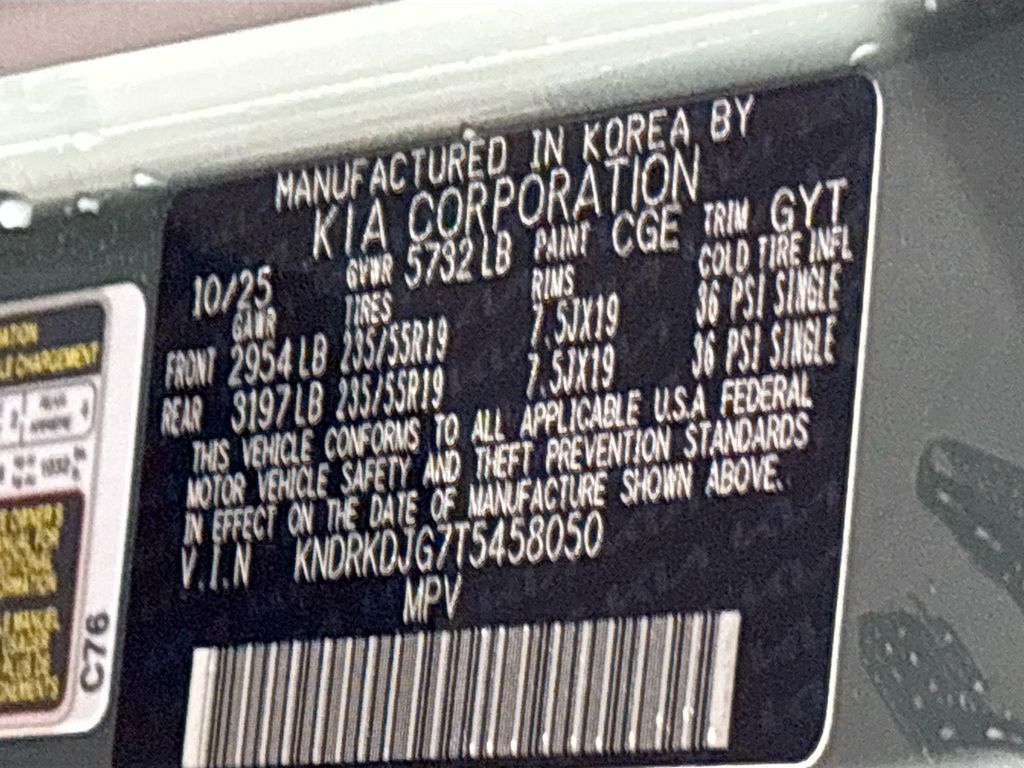 MANUFACTURED IN KOREA BY
KIA CORPORATION
10/25 GVWR 5732 LB PAINT CGE TRIM GYT
GAWR TIRES RIMS COLD TIRE INFL
FRONT 2954 LB 235/55R19 7.5JX19 36 PSI SINGLE
REAR 3197 LB 235/55R19 7.5JX19 36 PSI SINGLE
THIS VEHICLE CONFORMS TO ALL APPLICABLE U.S.A FEDERAL
MOTOR VEHICLE SAFETY AND THEFT PREVENTION STANDARDS
IN EFFECT ON THE DATE OF MANUFACTURE SHOWN ABOVE.
V.I.N KNDRKDJG7T5458050
MPV
C76